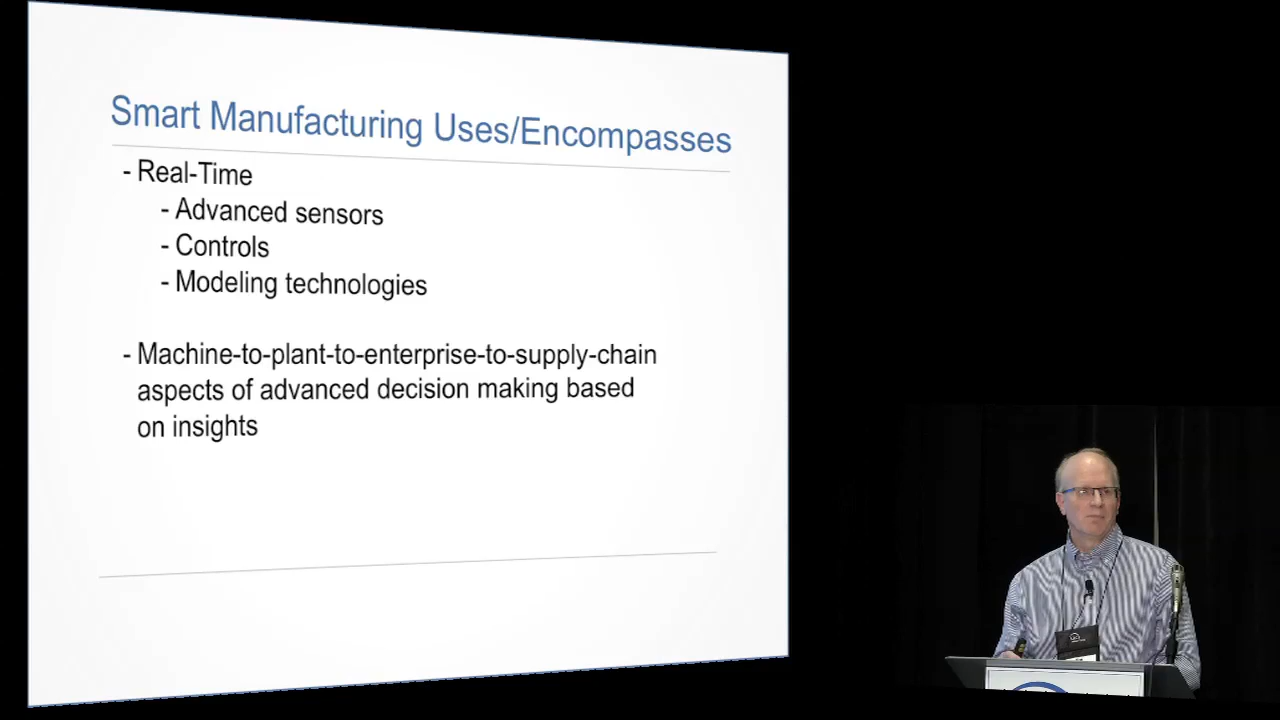 Smart Manufacturing Uses/Encompasses
- Real-Time
- Advanced sensors
- Controls
- Modeling technologies
- Machine-to-plant-to-enterprise-to-supply-chain
aspects of advanced decision making based
on insights